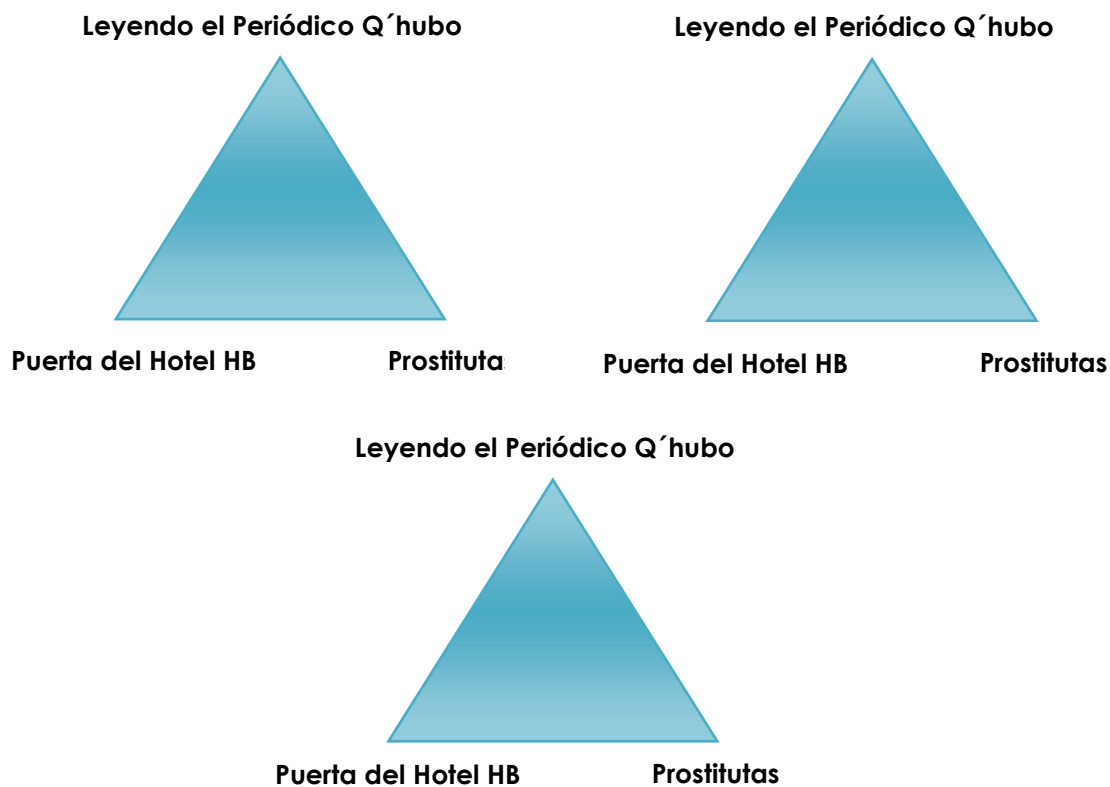 Leyendo el Periódico Q´hubo
Leyendo el Periódico Q´hubo
Puerta del Hotel HB
Prostituta
Puerta del Hotel HB
Prostitutas
Leyendo el Periódico Q´hubo
Puerta del Hotel HB
Prostitutas